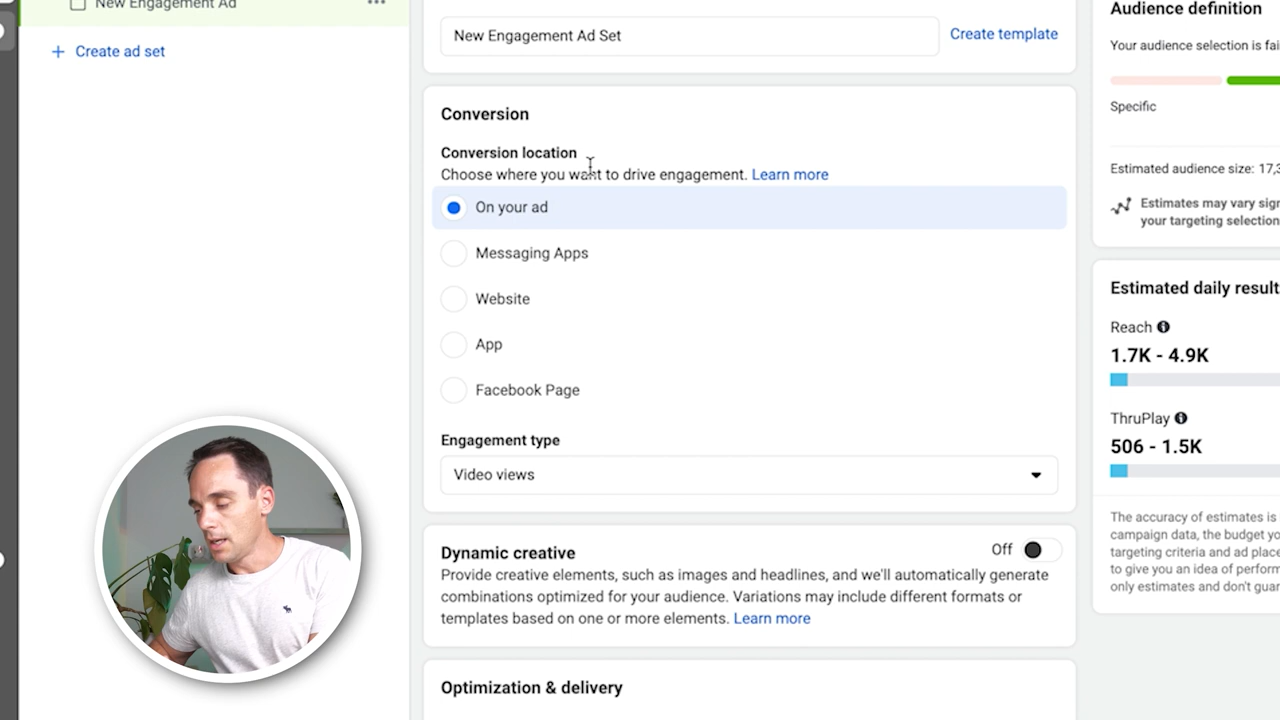 New Engagement Ad
+ Create ad set
New Engagement Ad Set
Create template
Conversion
Conversion location
Choose where you want to drive engagement. Learn more
On your ad
Messaging Apps
Website
App
Facebook Page
Engagement type
Video views
Dynamic creative
Off
Provide creative elements, such as images and headlines, and we'll automatically generate
combinations optimized for your audience. Variations may include different formats or
templates based on one or more elements. Learn more
Optimization & delivery
Audience definition
Your audience selection is fai
Specific
Estimated audience size: 17,3
Estimates may vary sign
your targeting selection
Estimated daily result
Reach
1.7K - 4.9K
ThruPlay
506 - 1.5K
The accuracy of estimates is
campaign data, the budget yo
targeting criteria and ad place
to give you an idea of perform
only estimates and don't guar